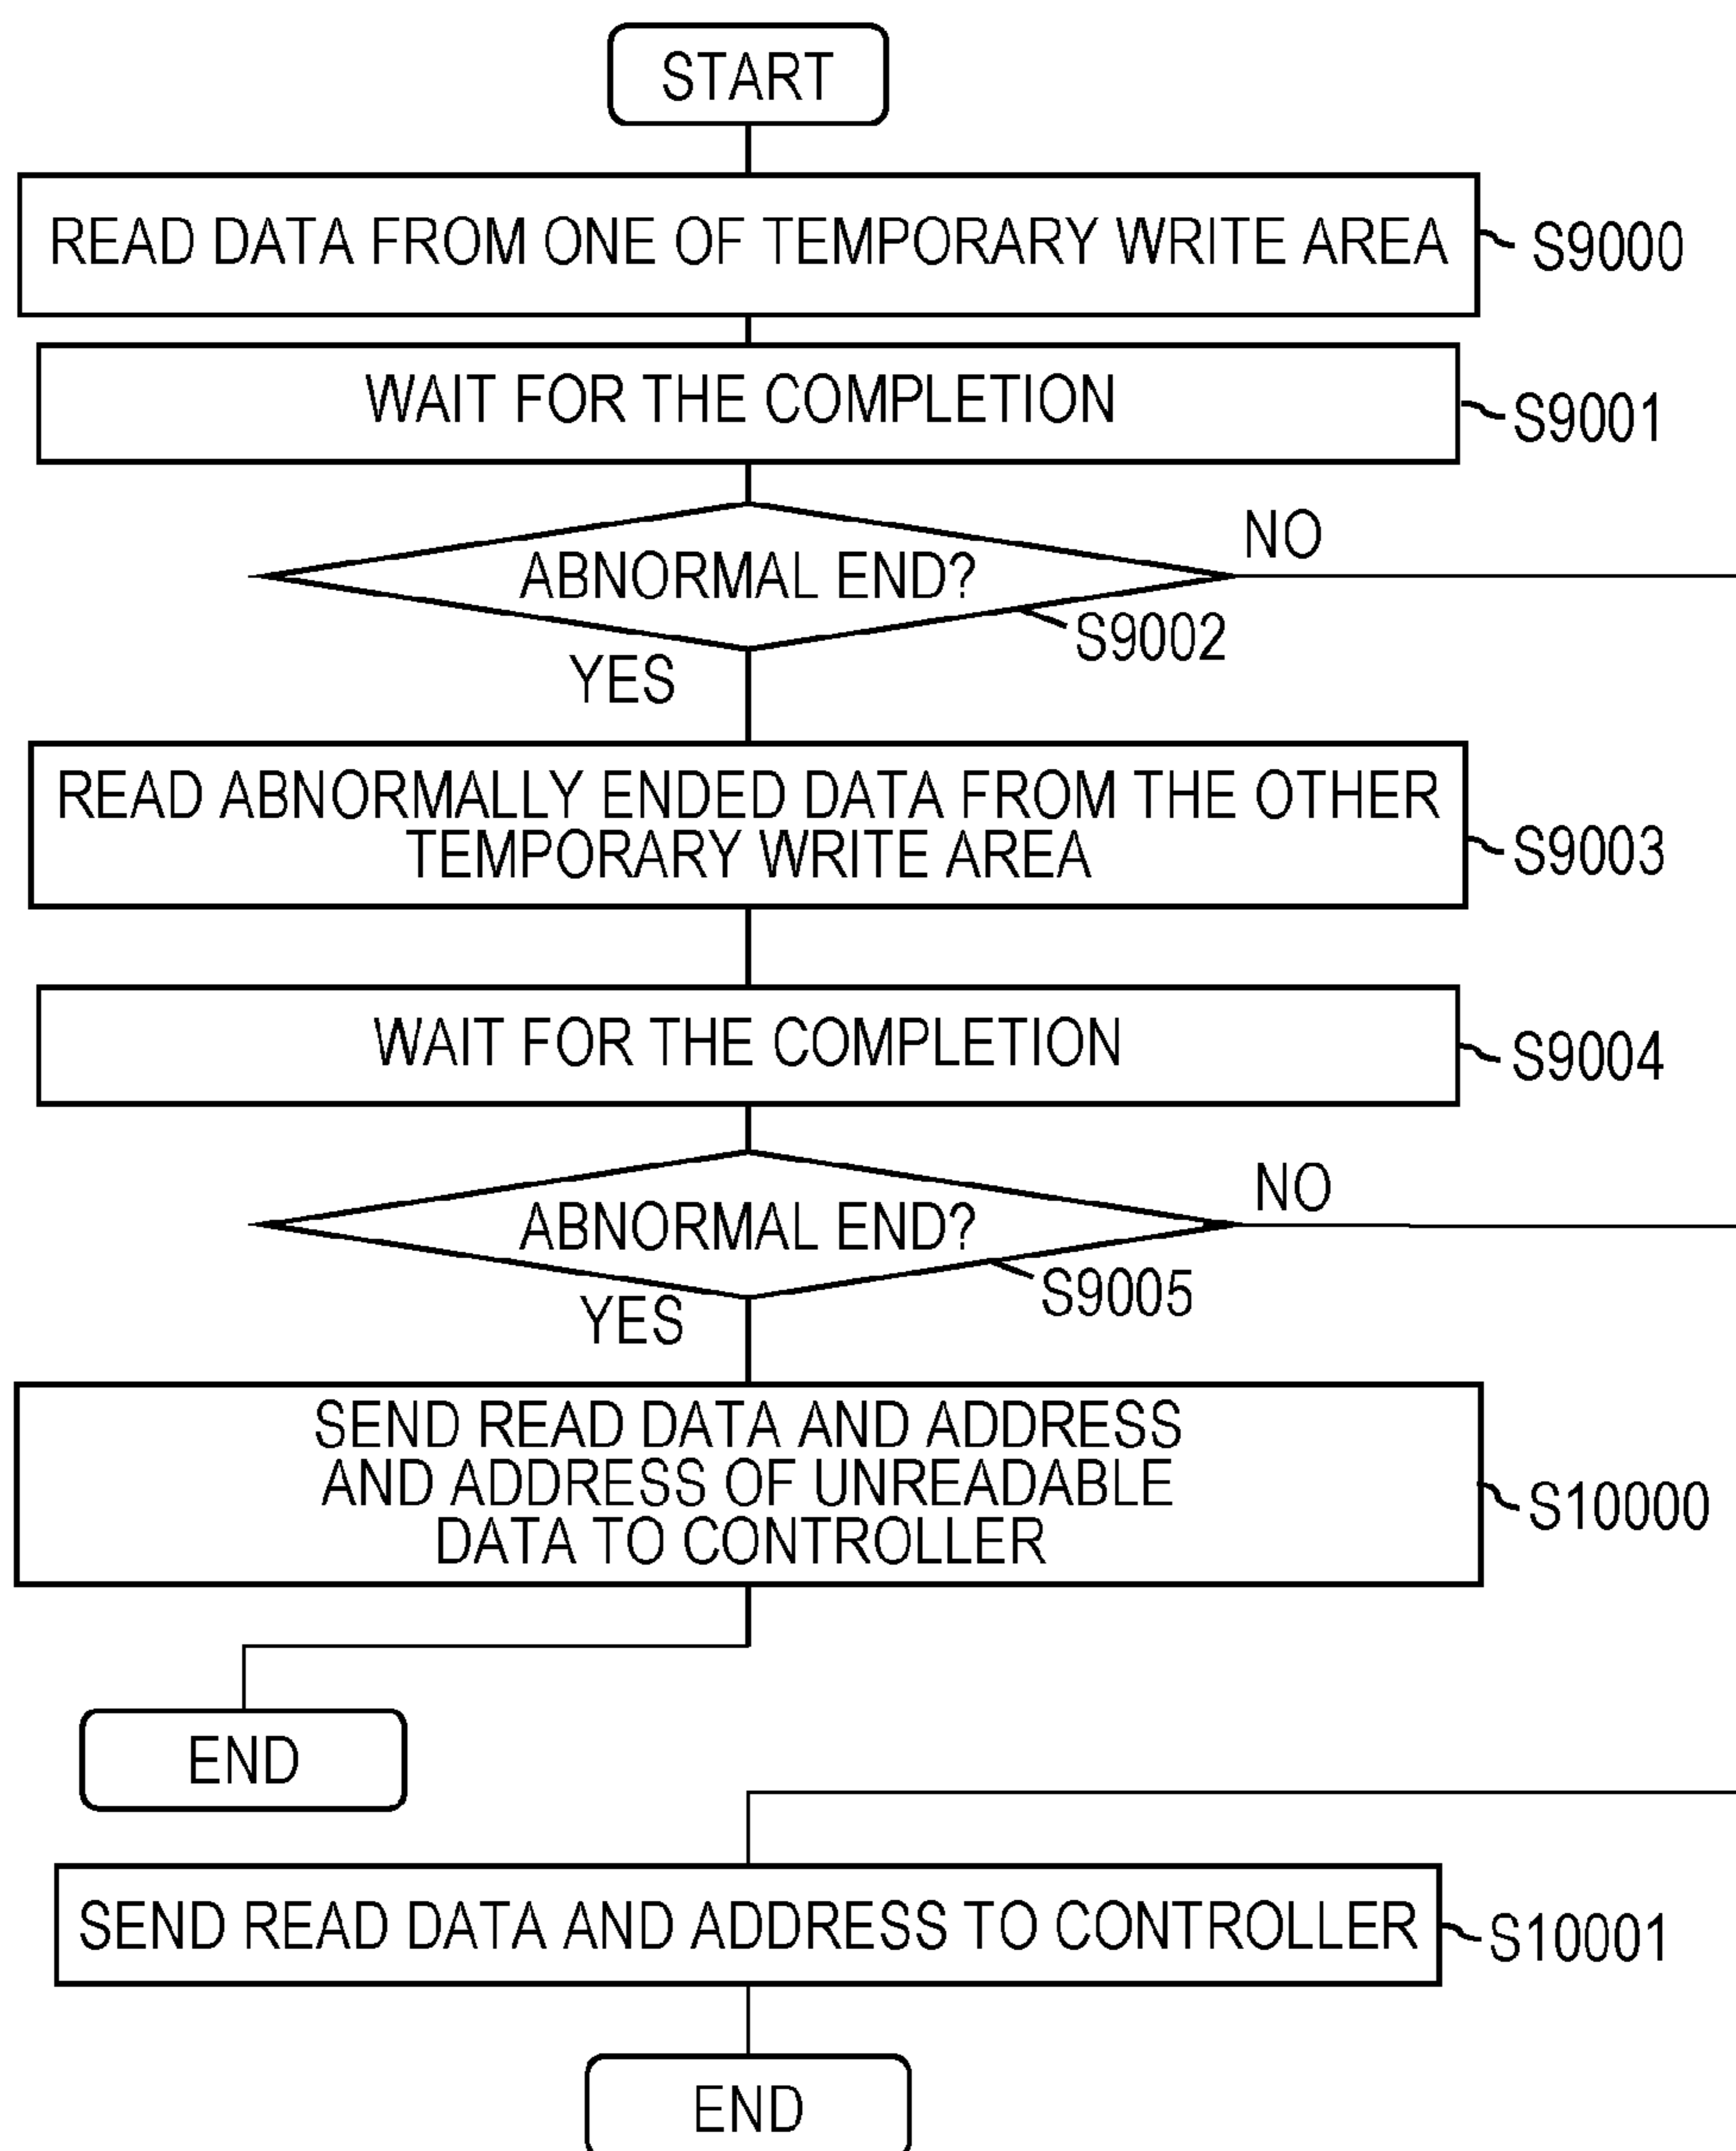 START
READ DATA FROM ONE OF TEMPORARY WRITE AREA
S9000
WAIT FOR THE COMPLETION
S9001
ABNORMAL END?
NO
S9002
YES
READ ABNORMALLY ENDED DATA FROM THE OTHER
TEMPORARY WRITE AREA
S9003
WAIT FOR THE COMPLETION
S9004
ABNORMAL END?
NO
S9005
YES
SEND READ DATA AND ADDRESS
AND ADDRESS OF UNREADABLE
DATA TO CONTROLLER
S10000
END
SEND READ DATA AND ADDRESS TO CONTROLLER
S10001
END